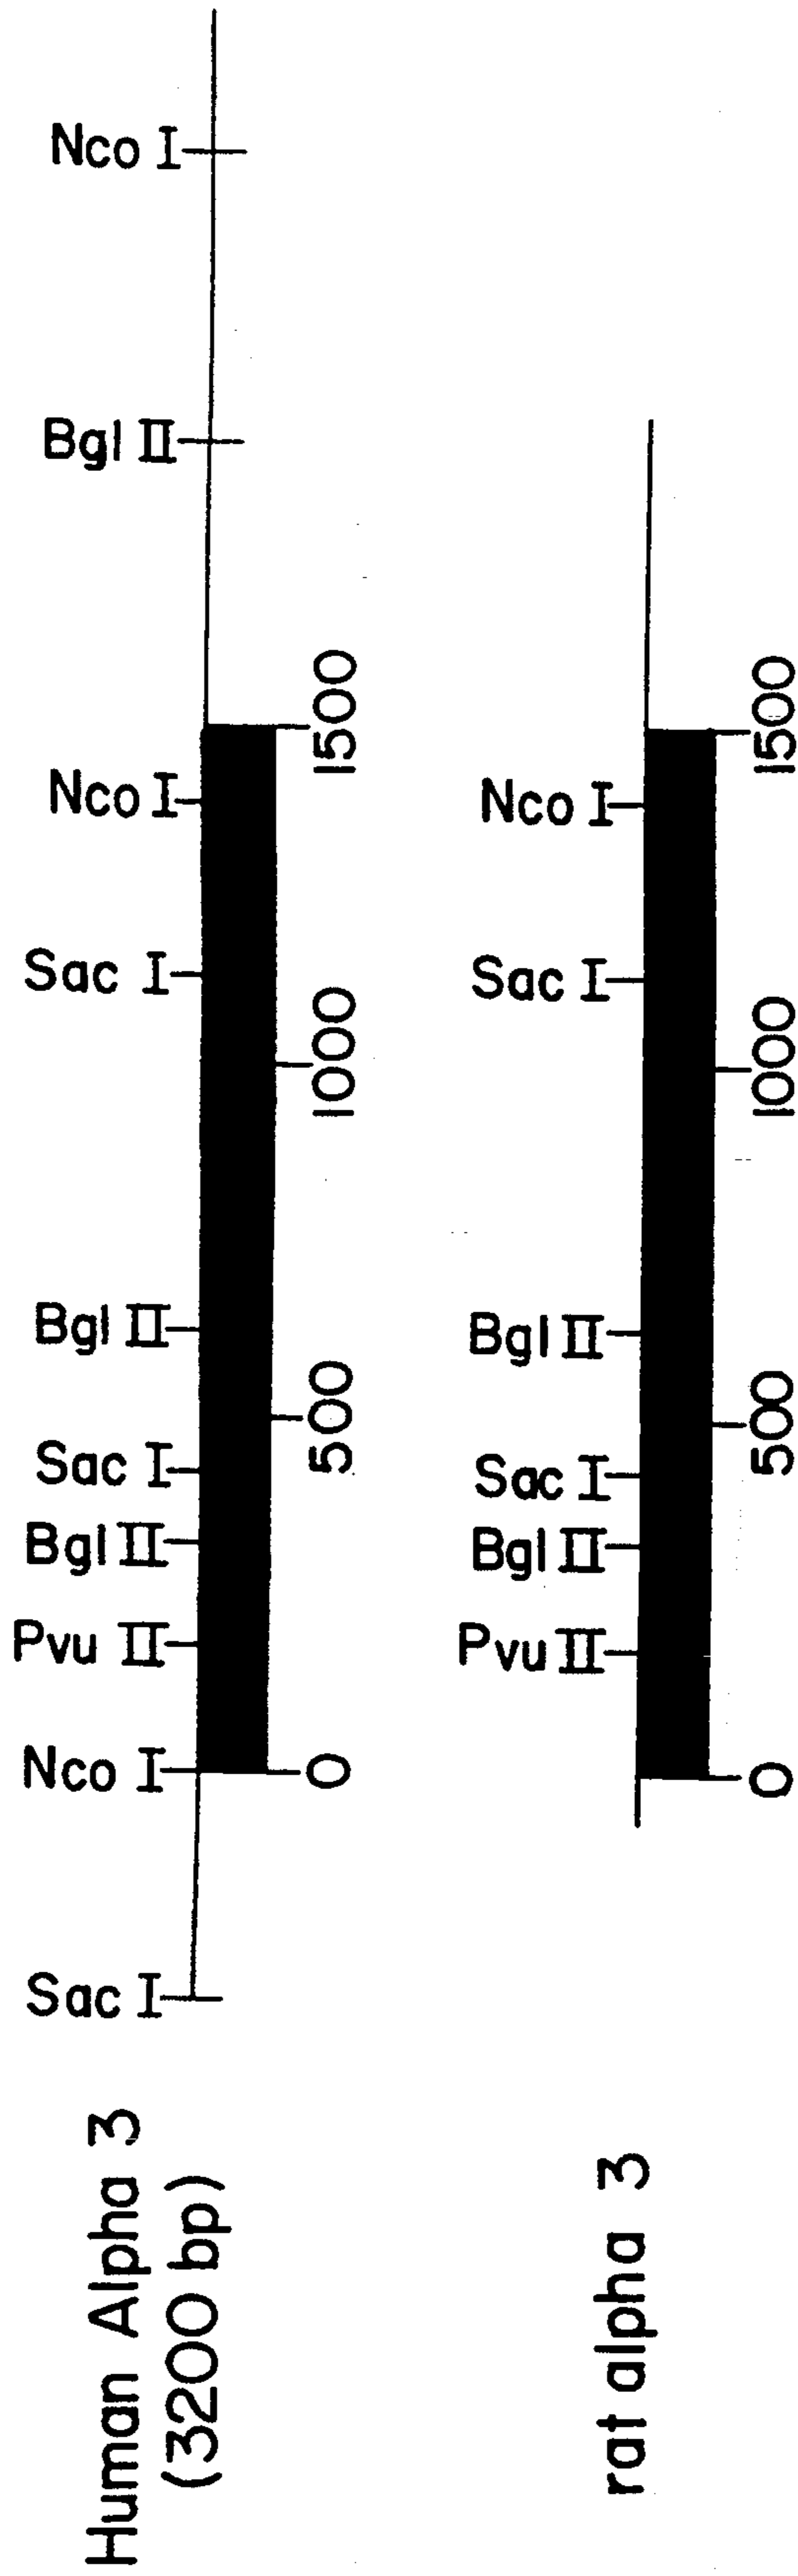 Human Alpha 3
(3200 bp)
Sac I
Nco I
Pvu II
Bgl II
Sac I
Bgl II
Sac I
Nco I
Bgl II
Nco I
0
500
1000
1500
rat alpha 3
Pvu II
Bgl II
Sac I
Bgl II
Sac I
Nco I
0
500
1000
1500